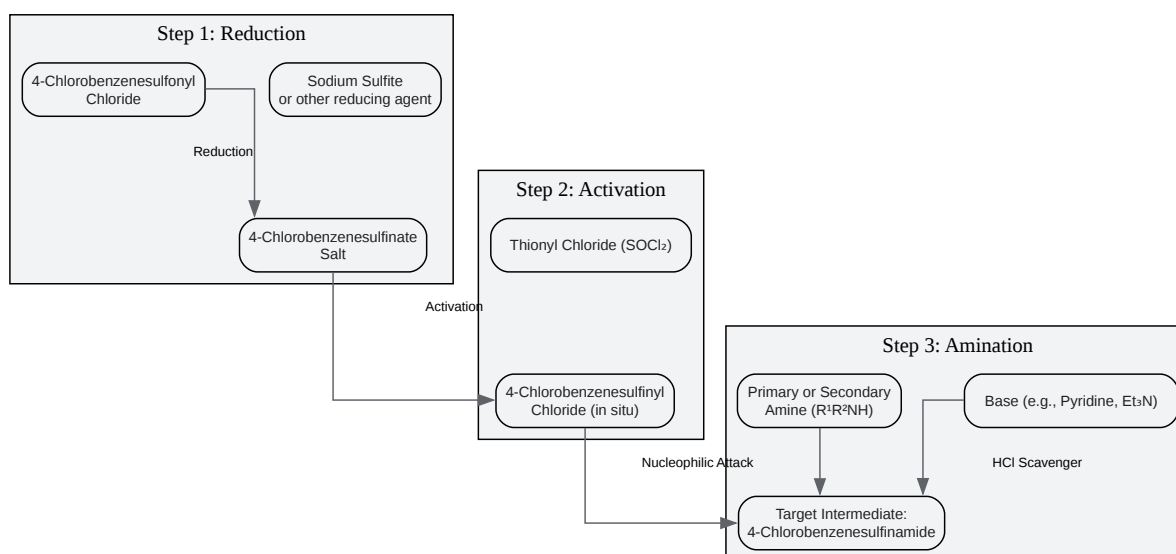 Step 1: Reduction
4-Chlorobenzenesulfonyl
Chloride
Sodium Sulfite
or other reducing agent
Reduction
4-Chlorobenzenesulfinate
Salt
Step 2: Activation
Thionyl Chloride (SOCl₂)
Activation
4-Chlorobenzenesulfinyl
Chloride (in situ)
Step 3: Amination
Primary or Secondary
Amine (R¹R²NH)
Base (e.g., Pyridine, Et₃N)
Nucleophilic Attack
HCl Scavenger
Target Intermediate:
4-Chlorobenzenesulfinamide